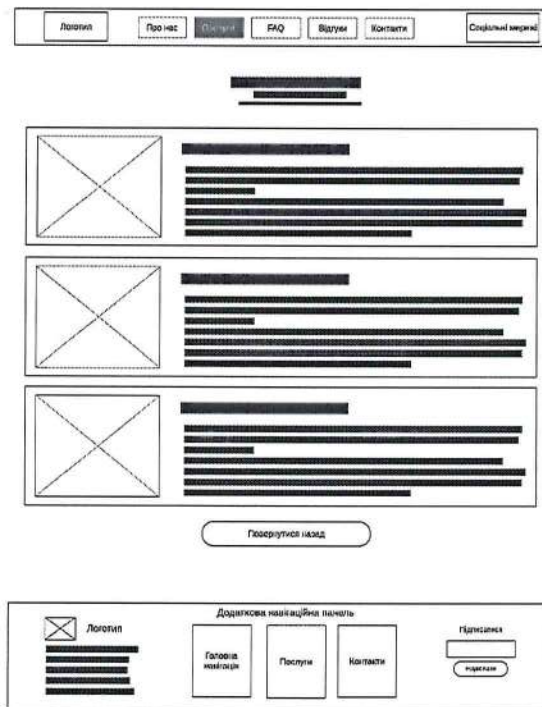 Логотип
Про нас
Послуги
FAQ
Відгуки
Контакти
Соціальні мережі
Повернутися назад
Додаткова навігаційна панель
Логотип
Головна
навігація
Послуги
Контакти
Підписатися